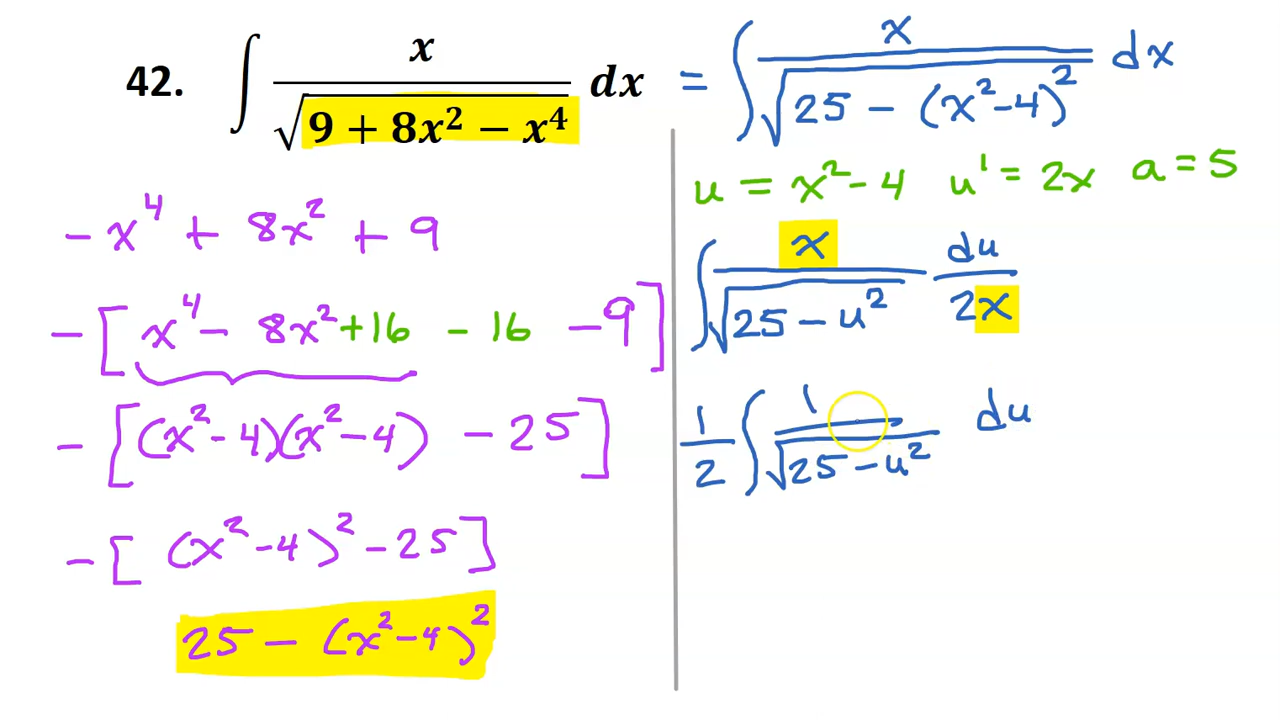 42. ∫ x / √(9 + 8x² − x⁴) dx
− x⁴ + 8x² + 9
− [ x⁴ − 8x² +16 − 16 − 9 ]
− [ (x² − 4)(x² − 4) − 25 ]
− [ (x² − 4)² − 25 ]
25 − (x² − 4)²
= ∫ x / √(25 − (x² − 4)²) dx
u = x² − 4 u' = 2x a = 5
∫ x / √(25 − u²) du / 2x
1/2 ∫ 1 / √(25 − u²) du